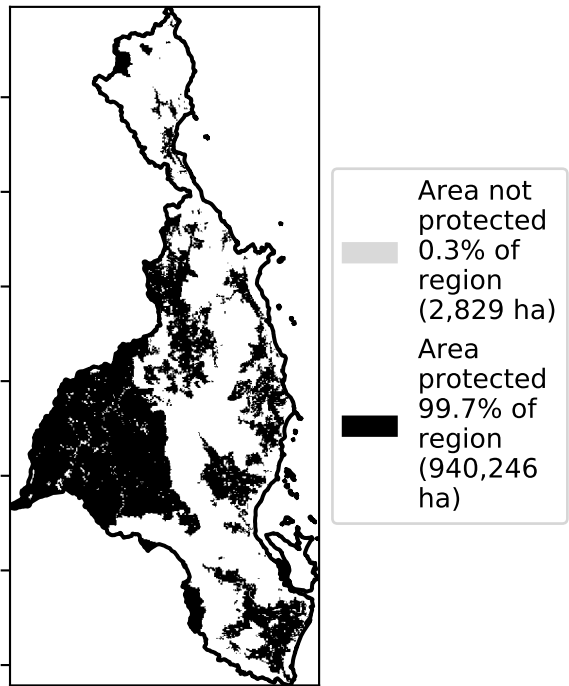 Area not
protected
0.3% of
region
(2,829 ha)
Area
protected
99.7% of
region
(940,246
ha)